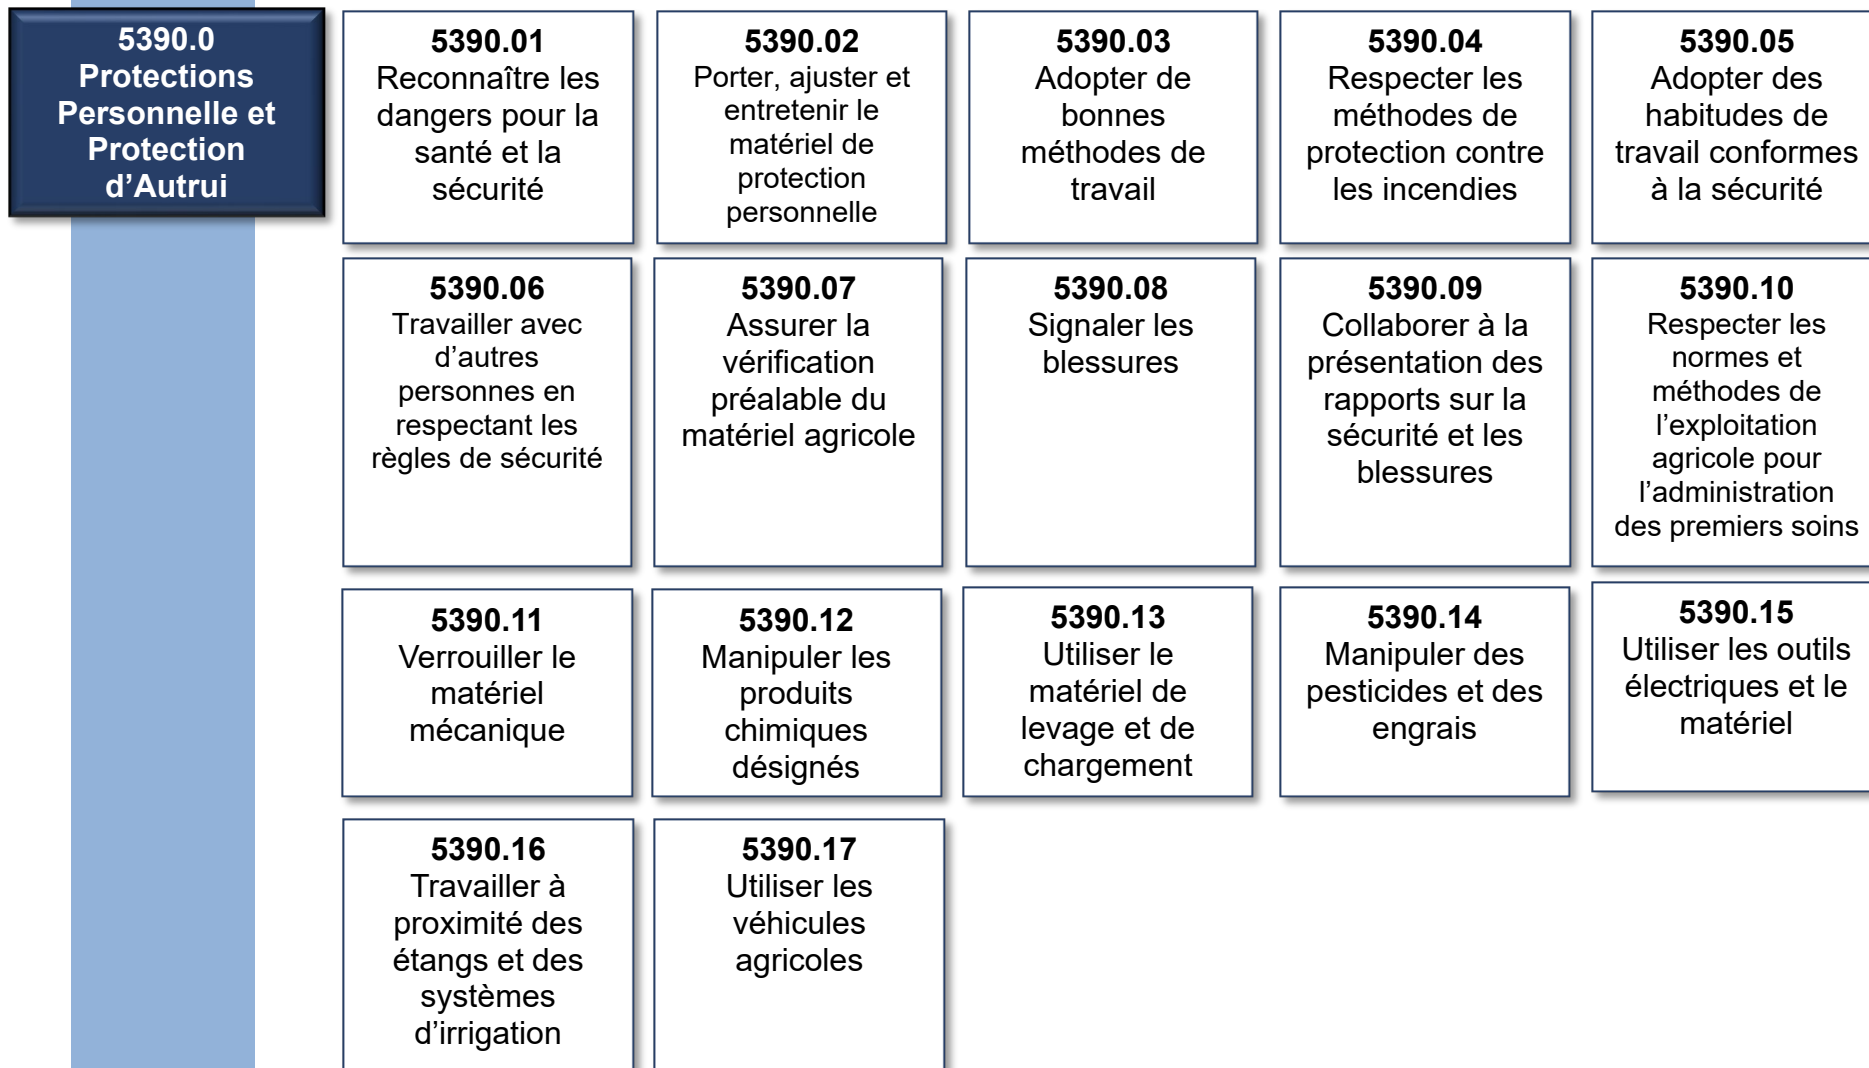 5390.0
Protections
Personnelle et
Protection
d’Autrui
5390.01
Reconnaître les
dangers pour la
santé et la
sécurité
5390.02
Porter, ajuster et
entretenir le
matériel de
protection
personnelle
5390.03
Adopter de
bonnes
méthodes de
travail
5390.04
Respecter les
méthodes de
protection contre
les incendies
5390.05
Adopter des
habitudes de
travail conformes
à la sécurité
5390.06
Travailler avec
d’autres
personnes en
respectant les
règles de sécurité
5390.07
Assurer la
vérification
préalable du
matériel agricole
5390.08
Signaler les
blessures
5390.09
Collaborer à la
présentation des
rapports sur la
sécurité et les
blessures
5390.10
Respecter les
normes et
méthodes de
l’exploitation
agricole pour
l’administration
des premiers soins
5390.11
Verrouiller le
matériel
mécanique
5390.12
Manipuler les
produits
chimiques
désignés
5390.13
Utiliser le
matériel de
levage et de
chargement
5390.14
Manipuler des
pesticides et des
engrais
5390.15
Utiliser les outils
électriques et le
matériel
5390.16
Travailler à
proximité des
étangs et des
systèmes
d’irrigation
5390.17
Utiliser les
véhicules
agricoles